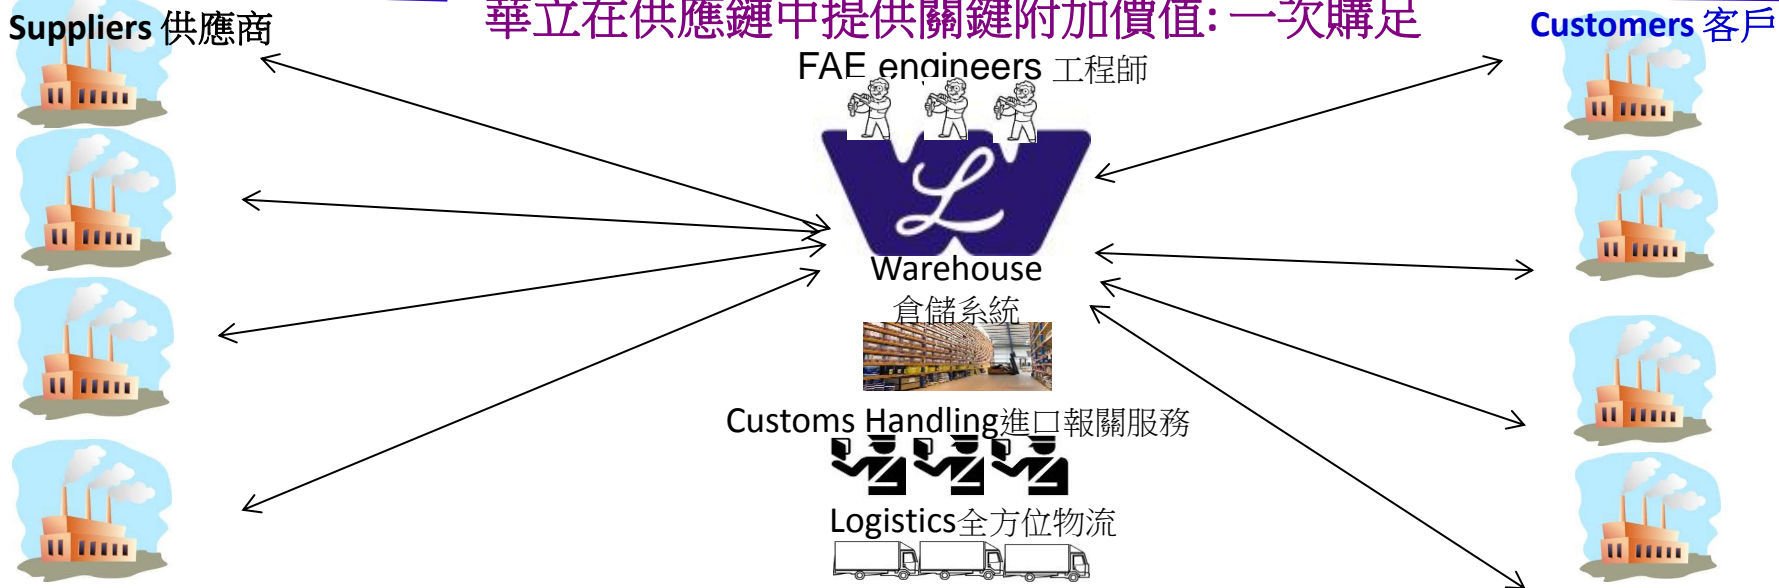 華立在供應鏈中提供關鍵附加價值: 一次購足
Suppliers 供應商
Customers 客戶
FAE engineers 工程師
L
Warehouse
倉儲系統
Customs Handling進口報關服務
Logistics全方位物流